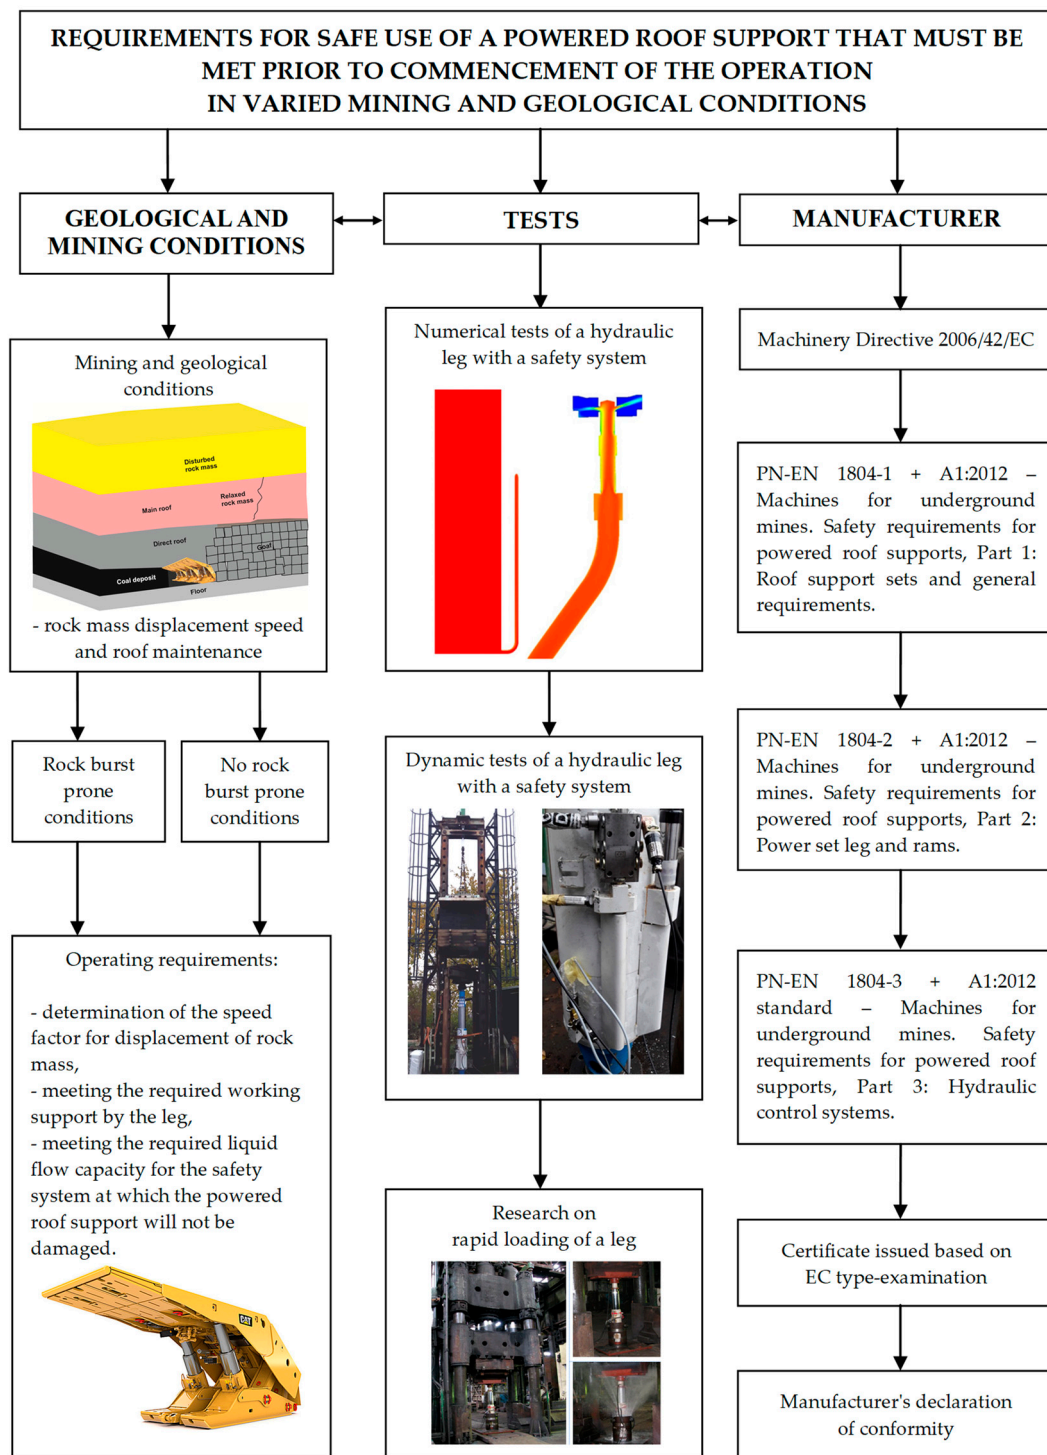 REQUIREMENTS FOR SAFE USE OF A POWERED ROOF SUPPORT THAT MUST BE
MET PRIOR TO COMMENCEMENT OF THE OPERATION
IN VARIED MINING AND GEOLOGICAL CONDITIONS
GEOLOGICAL AND
MINING CONDITIONS
Mining and geological
conditions
Disturbed
rock mass
Relaxed
rock mass
Main roof
Direct roof
Goaf
Coal deposit
Floor
- rock mass displacement speed
and roof maintenance
Rock burst
prone
conditions
No rock
burst prone
conditions
Operating requirements:
- determination of the speed
factor for displacement of rock
mass,
- meeting the required working
support by the leg,
- meeting the required liquid
flow capacity for the safety
system at which the powered
roof support will not be
damaged.
CAT
TESTS
Numerical tests of a hydraulic
leg with a safety system
Dynamic tests of a hydraulic leg
with a safety system
Research on
rapid loading of a leg
MANUFACTURER
Machinery Directive 2006/42/EC
PN-EN 1804-1 + A1:2012 –
Machines for underground
mines. Safety requirements for
powered roof supports, Part 1:
Roof support sets and general
requirements.
PN-EN 1804-2 + A1:2012 –
Machines for underground
mines. Safety requirements for
powered roof supports, Part 2:
Power set leg and rams.
PN-EN 1804-3 + A1:2012
standard – Machines for
underground mines. Safety
requirements for powered roof
supports, Part 3: Hydraulic
control systems.
Certificate issued based on
EC type-examination
Manufacturer's declaration
of conformity